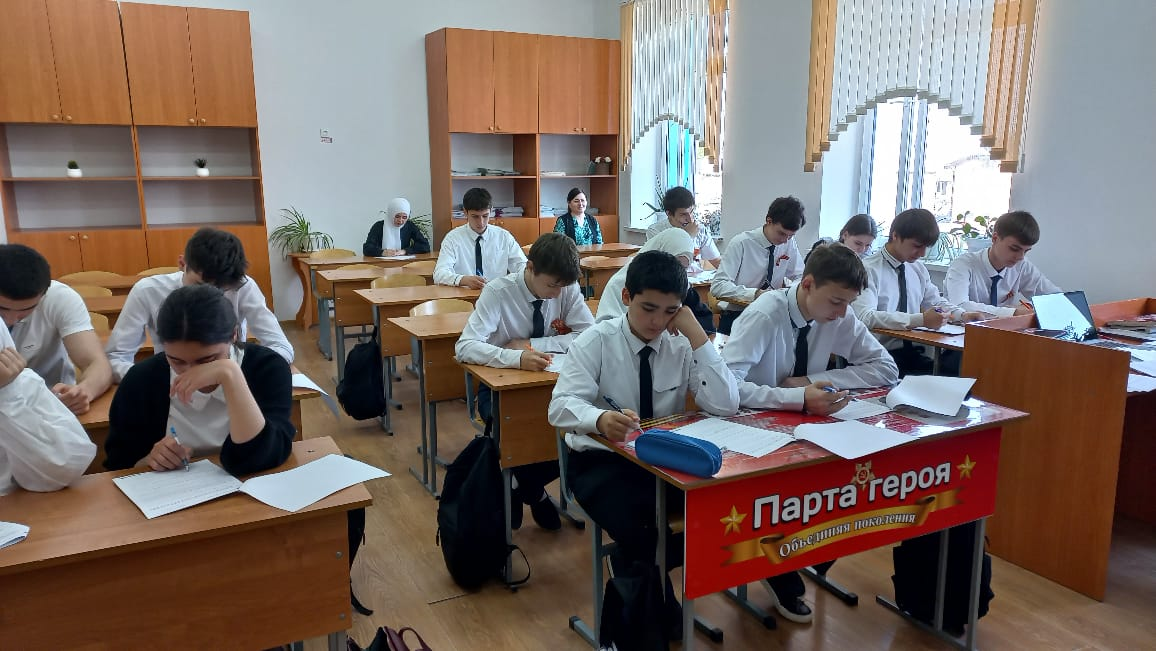 Парта героя
Объединяя поколения